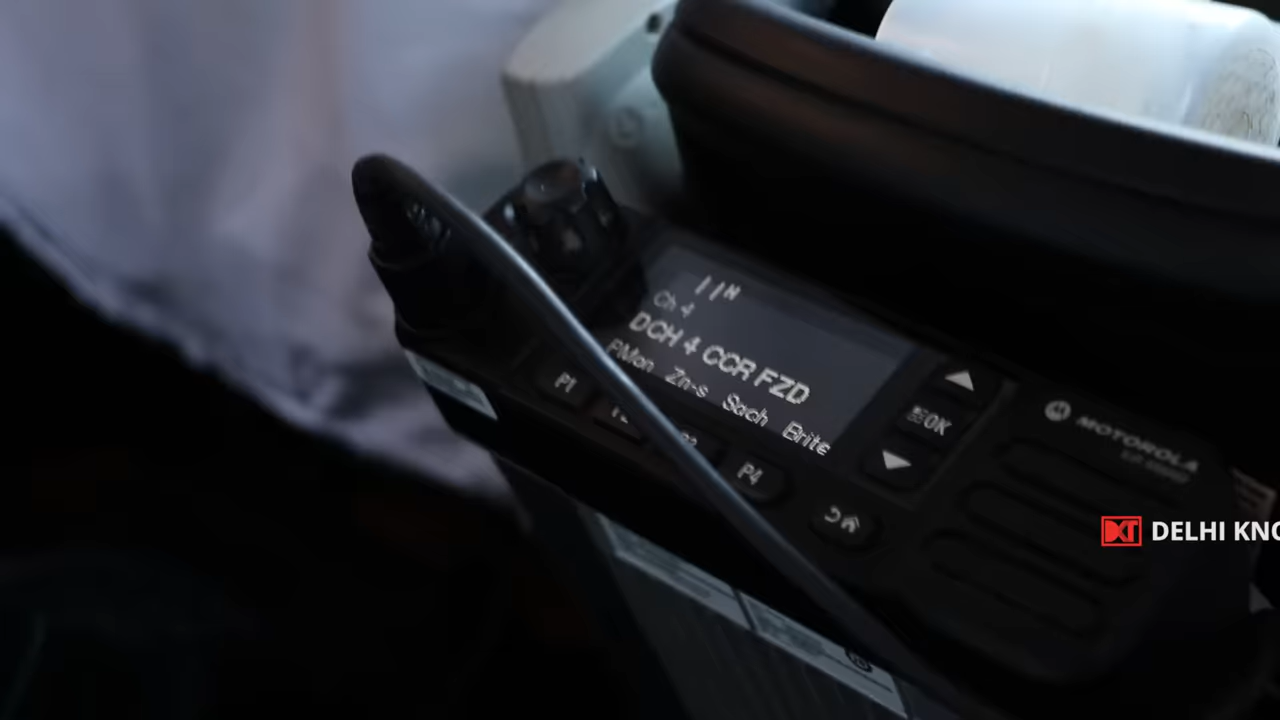 Ch 4
DCH 4 CCR FZD
PMon Zn-s Sach Brite
P1
P4
OK
MOTOROLA
DELHI KNO